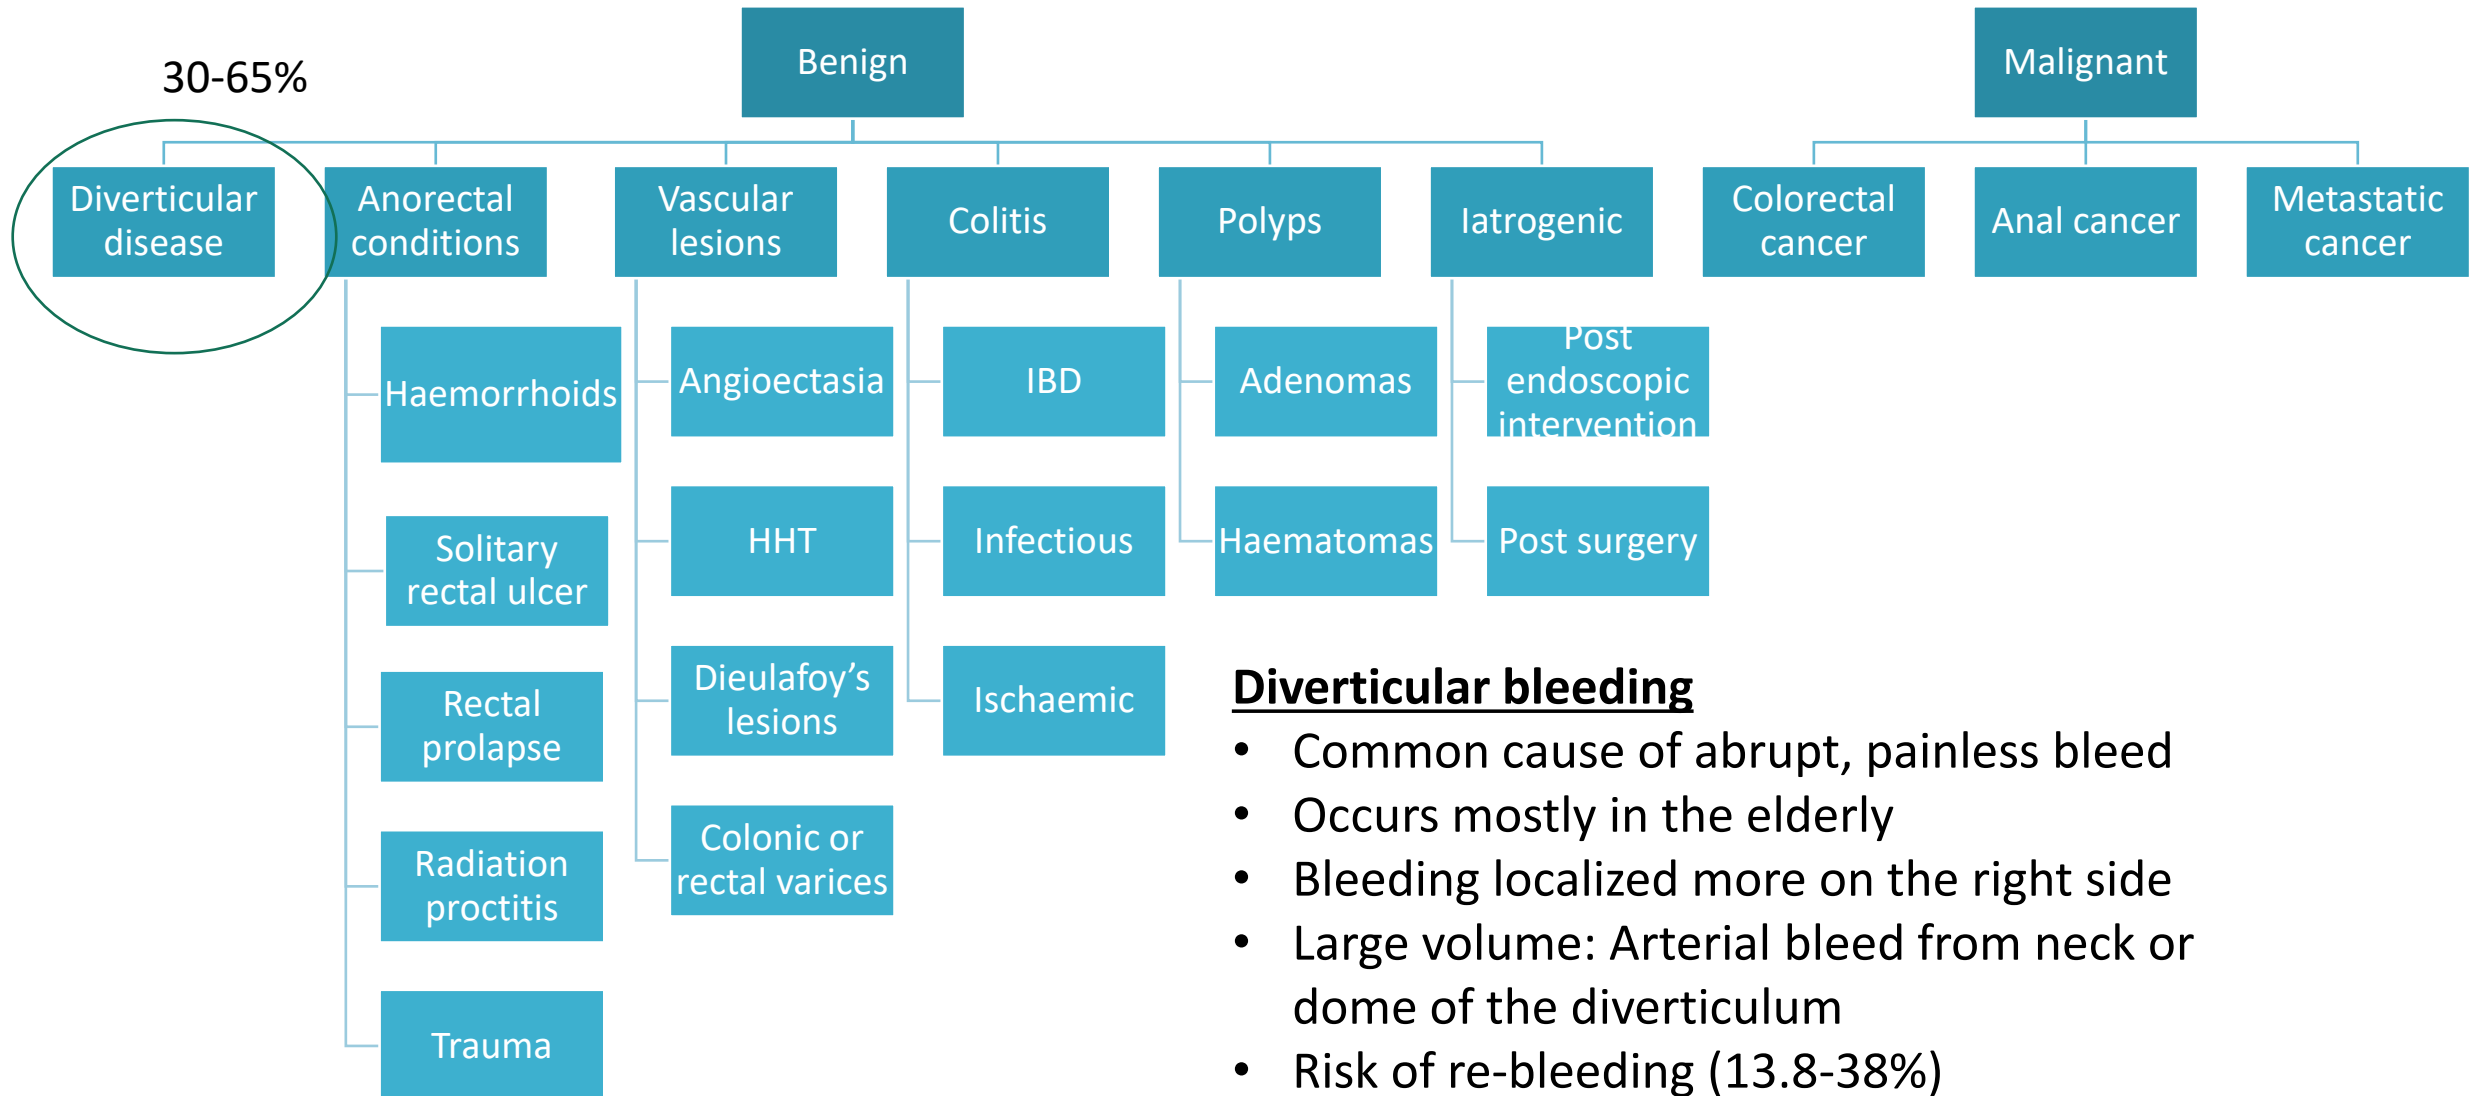 Benign
Malignant
30-65%
Diverticular
disease
Anorectal
conditions
Vascular
lesions
Colitis
Polyps
Iatrogenic
Colorectal
cancer
Anal cancer
Metastatic
cancer
Haemorrhoids
Solitary
rectal ulcer
Rectal
prolapse
Radiation
proctitis
Trauma
Angioectasia
HHT
Dieulafoy’s
lesions
Colonic or
rectal varices
IBD
Infectious
Ischaemic
Adenomas
Haematomas
Post
endoscopic
intervention
Post surgery
Diverticular bleeding
• Common cause of abrupt, painless bleed
• Occurs mostly in the elderly
• Bleeding localized more on the right side
• Large volume: Arterial bleed from neck or
dome of the diverticulum
• Risk of re-bleeding (13.8-38%)